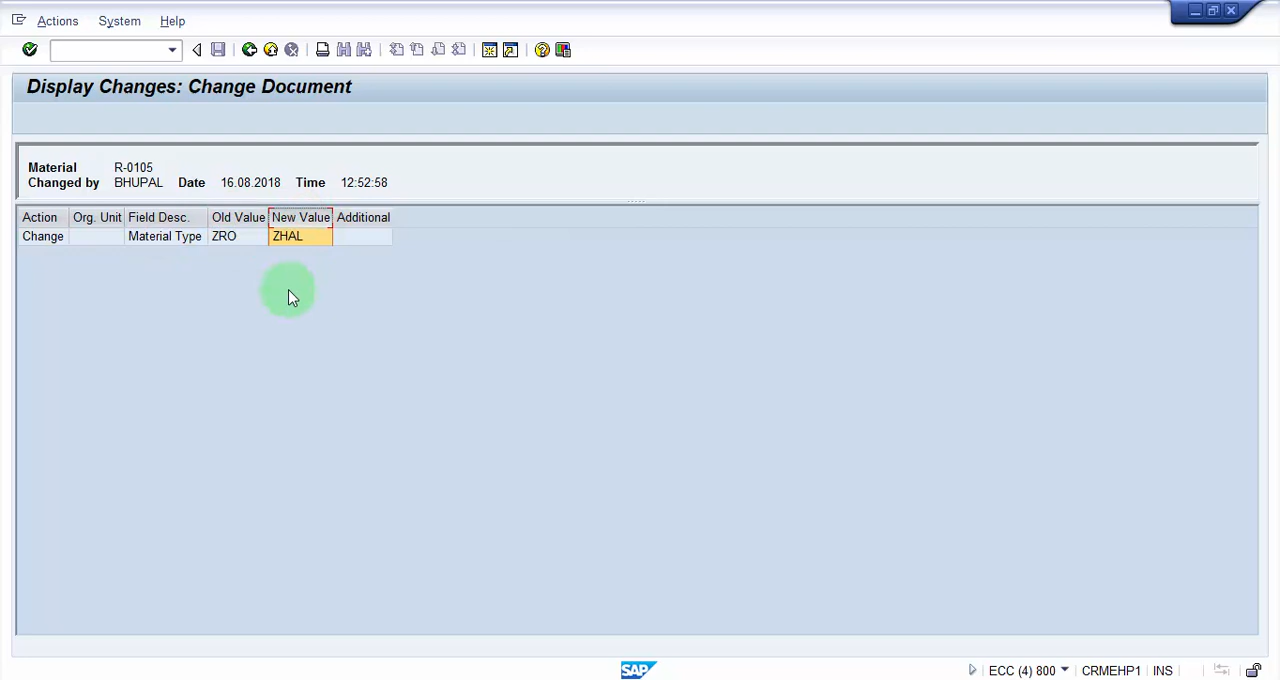 Actions System Help
Display Changes: Change Document
Material R-0105
Changed by BHUPAL Date 16.08.2018 Time 12:52:58
Action Org. Unit Field Desc. Old Value New Value Additional
Change Material Type ZRO ZHAL
SAP ECC (4) 800 CRMEHP1 INS